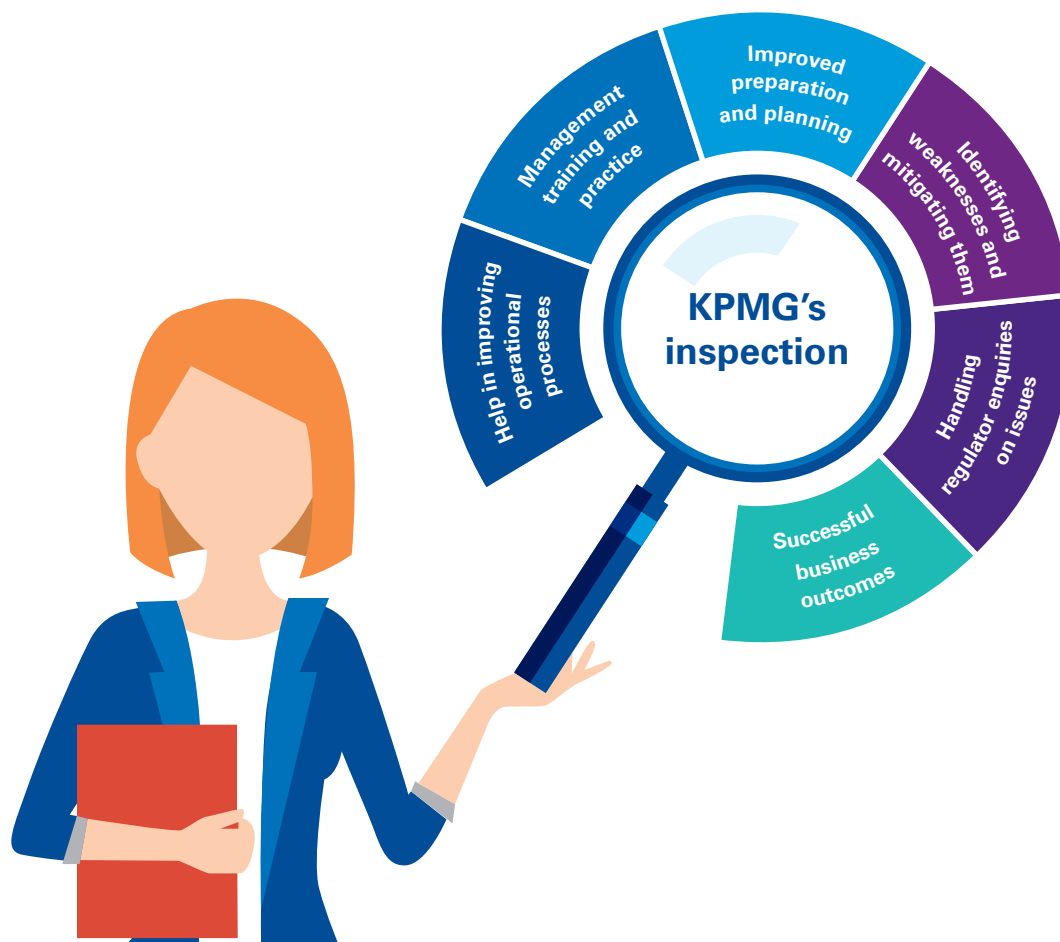 Improved
preparation
and planning
Identifying
weaknesses and
mitigating them
Handling
regulator enquiries
on issues
Successful
business
outcomes
Help in improving
operational
processes
Management
training and
practice
KPMG’s
inspection